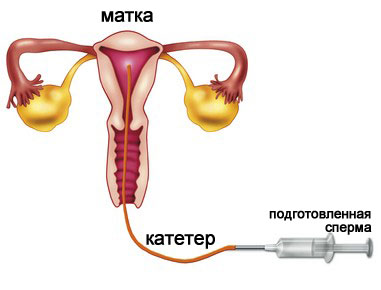 матка
подготовленная
сперма
катетер